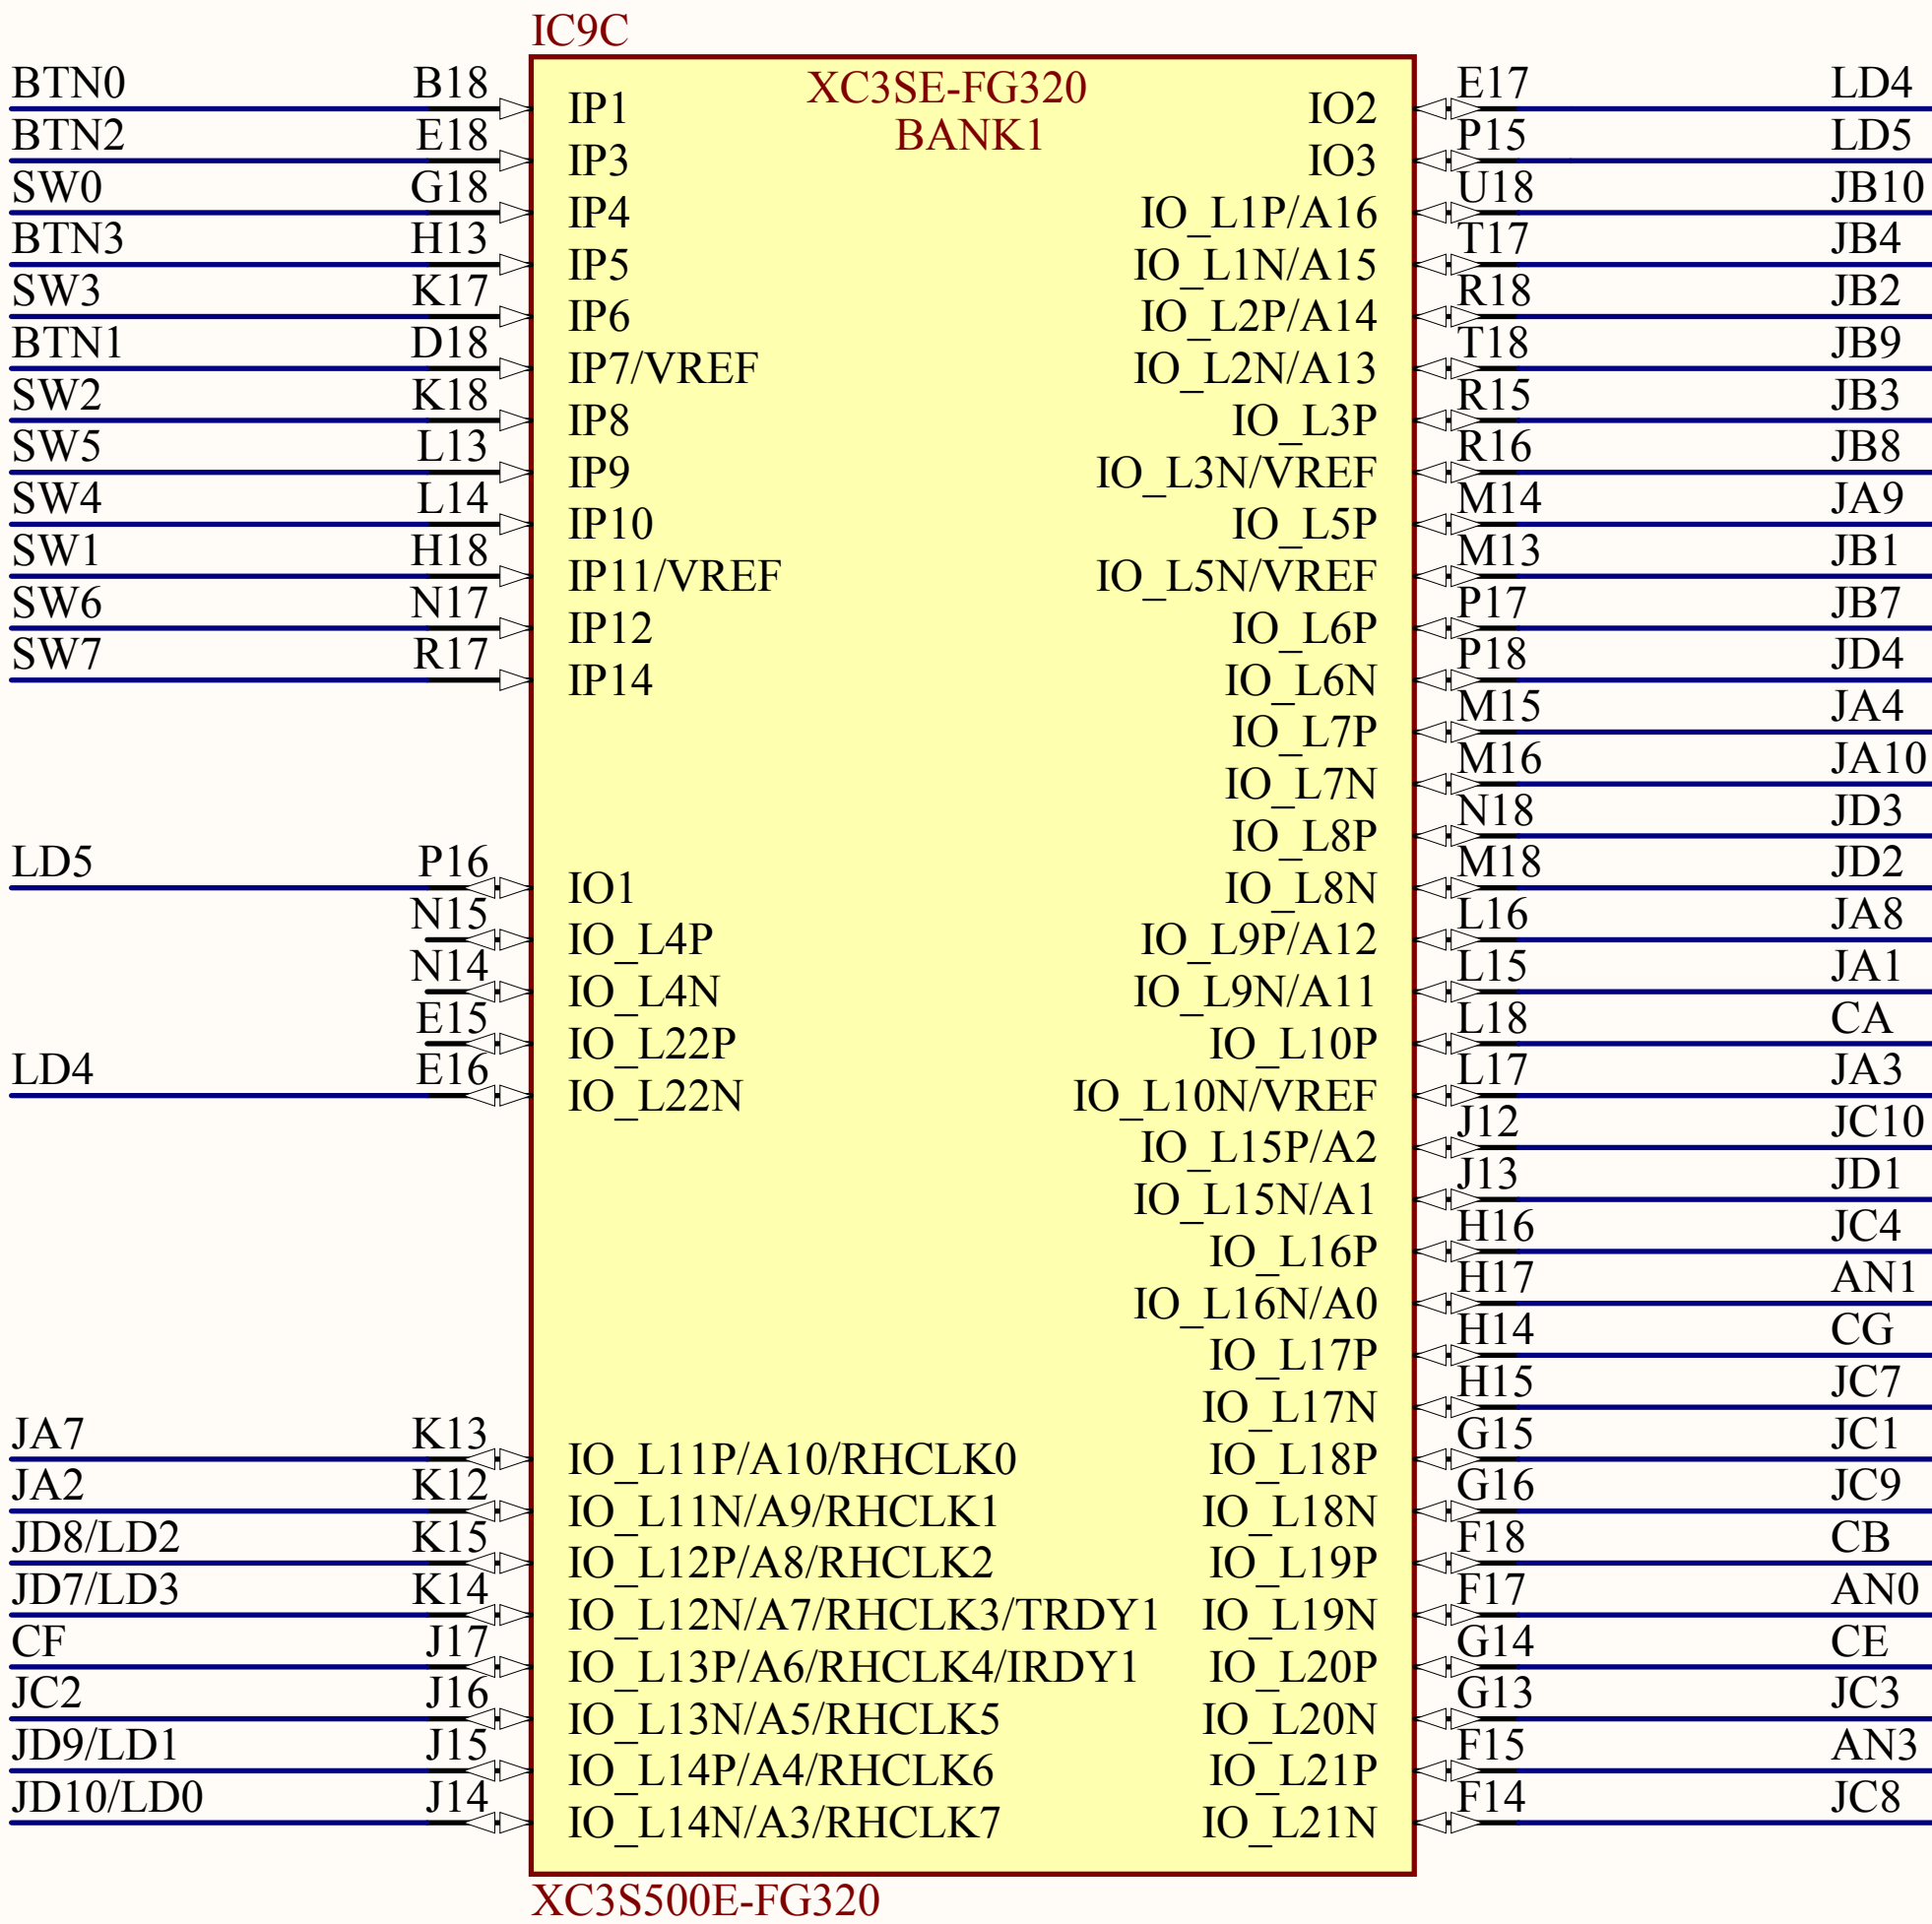 IC9C
XC3SE-FG320
BANK1
BTN0 B18 IP1 IO2 E17 LD4
BTN2 E18 IP3 IO3 P15 LD5
SW0 G18 IP4 IO_L1P/A16 U18 JB10
BTN3 H13 IP5 IO_L1N/A15 T17 JB4
SW3 K17 IP6 IO_L2P/A14 R18 JB2
BTN1 D18 IP7/VREF IO_L2N/A13 T18 JB9
SW2 K18 IP8 IO_L3P R15 JB3
SW5 L13 IP9 IO_L3N/VREF R16 JB8
SW4 L14 IP10 IO_L5P M14 JA9
SW1 H18 IP11/VREF IO_L5N/VREF M13 JB1
SW6 N17 IP12 IO_L6P P17 JB7
SW7 R17 IP14 IO_L6N P18 JD4
IO_L7P M15 JA4
IO_L7N M16 JA10
IO_L8P N18 JD3
LD5 P16 IO1 IO_L8N M18 JD2
N15 IO_L4P IO_L9P/A12 L16 JA8
N14 IO_L4N IO_L9N/A11 L15 JA1
E15 IO_L22P IO_L10P L18 CA
LD4 E16 IO_L22N IO_L10N/VREF L17 JA3
IO_L15P/A2 J12 JC10
IO_L15N/A1 J13 JD1
IO_L16P H16 JC4
IO_L16N/A0 H17 AN1
IO_L17P H14 CG
IO_L17N H15 JC7
JA7 K13 IO_L11P/A10/RHCLK0 IO_L18P G15 JC1
JA2 K12 IO_L11N/A9/RHCLK1 IO_L18N G16 JC9
JD8/LD2 K15 IO_L12P/A8/RHCLK2 IO_L19P F18 CB
JD7/LD3 K14 IO_L12N/A7/RHCLK3/TRDY1 IO_L19N F17 AN0
CF J17 IO_L13P/A6/RHCLK4/IRDY1 IO_L20P G14 CE
JC2 J16 IO_L13N/A5/RHCLK5 IO_L20N G13 JC3
JD9/LD1 J15 IO_L14P/A4/RHCLK6 IO_L21P F15 AN3
JD10/LD0 J14 IO_L14N/A3/RHCLK7 IO_L21N F14 JC8
XC3S500E-FG320